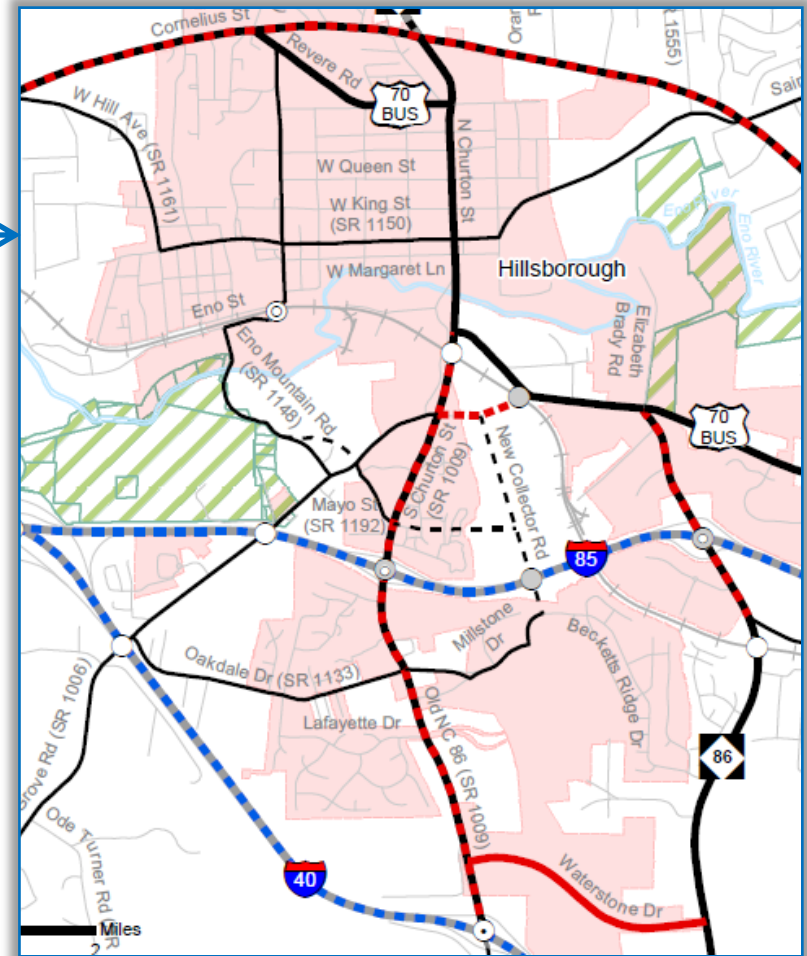 Cornelius St
Revere Rd
70
BUS
SR 1555)
W Hill Ave (SR 1161)
N Churton St
W Queen St
W King St
(SR 1150)
Eno River
Eno River
W Margaret Ln
Hillsborough
Eno St
Elizabeth
Brady Rd
Eno Mountain Rd
(SR 1148)
70
BUS
S Churton St
(SR 1009)
New Collector Rd
Mayo St
(SR 1192)
85
Millstone
Dr
Becketts Ridge Dr
Oakdale Dr (SR 1133)
Grove Rd (SR 1006)
Lafayette Dr
Old NC 86 (SR 1009)
86
Ode Turner Rd
40
Waterstone Dr
Miles